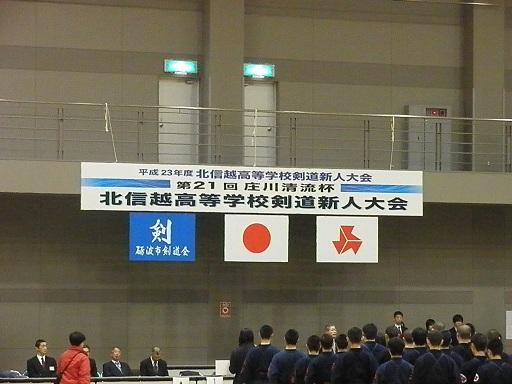 平成23年度 北信越高等学校剣道新人大会
第21回 庄川清流杯
北信越高等学校剣道新人大会
剣
砺波市剣道会